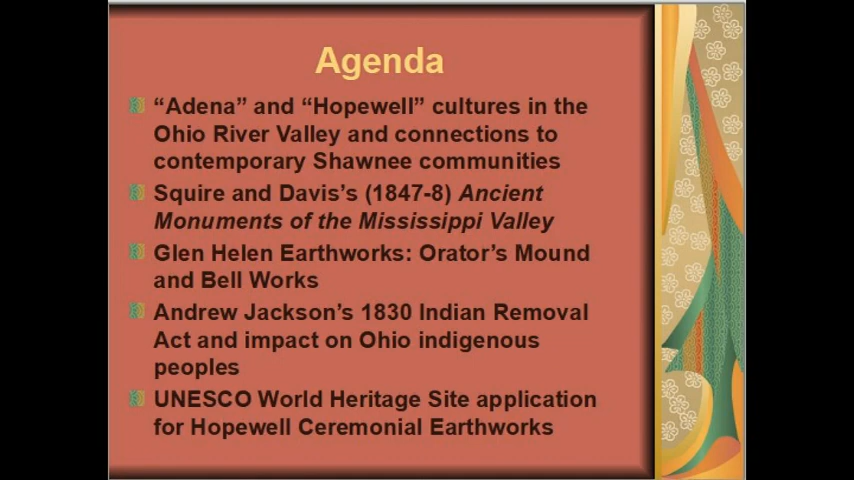 Agenda
“Adena” and “Hopewell” cultures in the
Ohio River Valley and connections to
contemporary Shawnee communities
Squire and Davis’s (1847-8) Ancient
Monuments of the Mississippi Valley
Glen Helen Earthworks: Orator’s Mound
and Bell Works
Andrew Jackson’s 1830 Indian Removal
Act and impact on Ohio indigenous
peoples
UNESCO World Heritage Site application
for Hopewell Ceremonial Earthworks